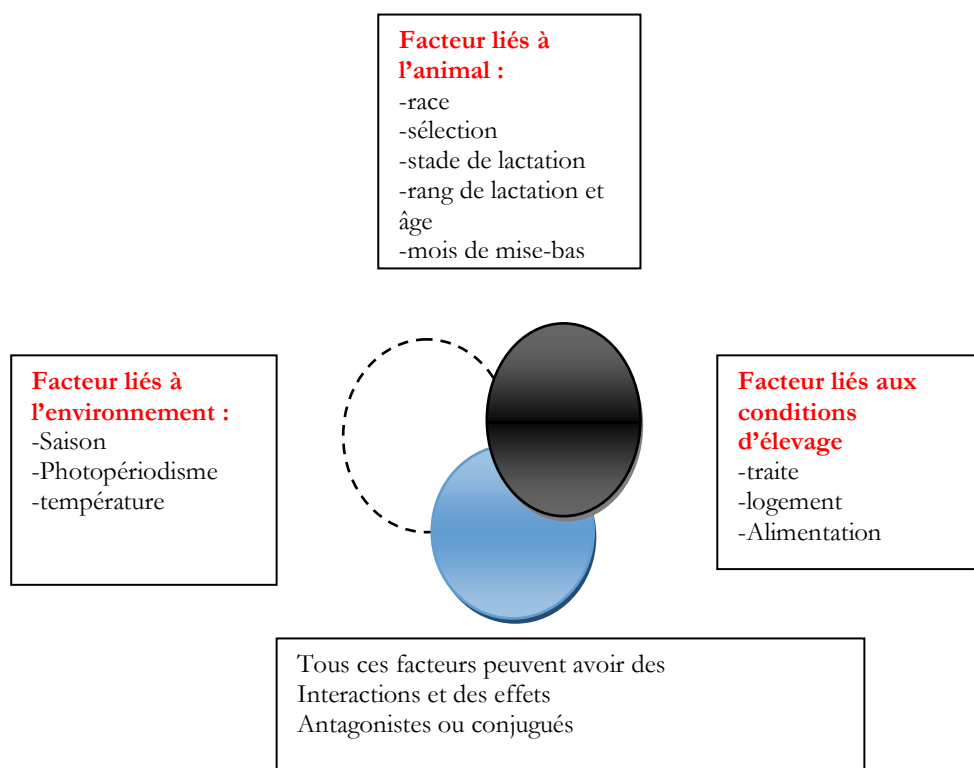 Facteur liés à
l’animal :
-race
-sélection
-stade de lactation
-rang de lactation et
âge
-mois de mise-bas
Facteur liés à
l’environnement :
-Saison
-Photopériodisme
-température
Facteur liés aux
conditions
d’élevage
-traite
-logement
-Alimentation
Tous ces facteurs peuvent avoir des
Interactions et des effets
Antagonistes ou conjugués